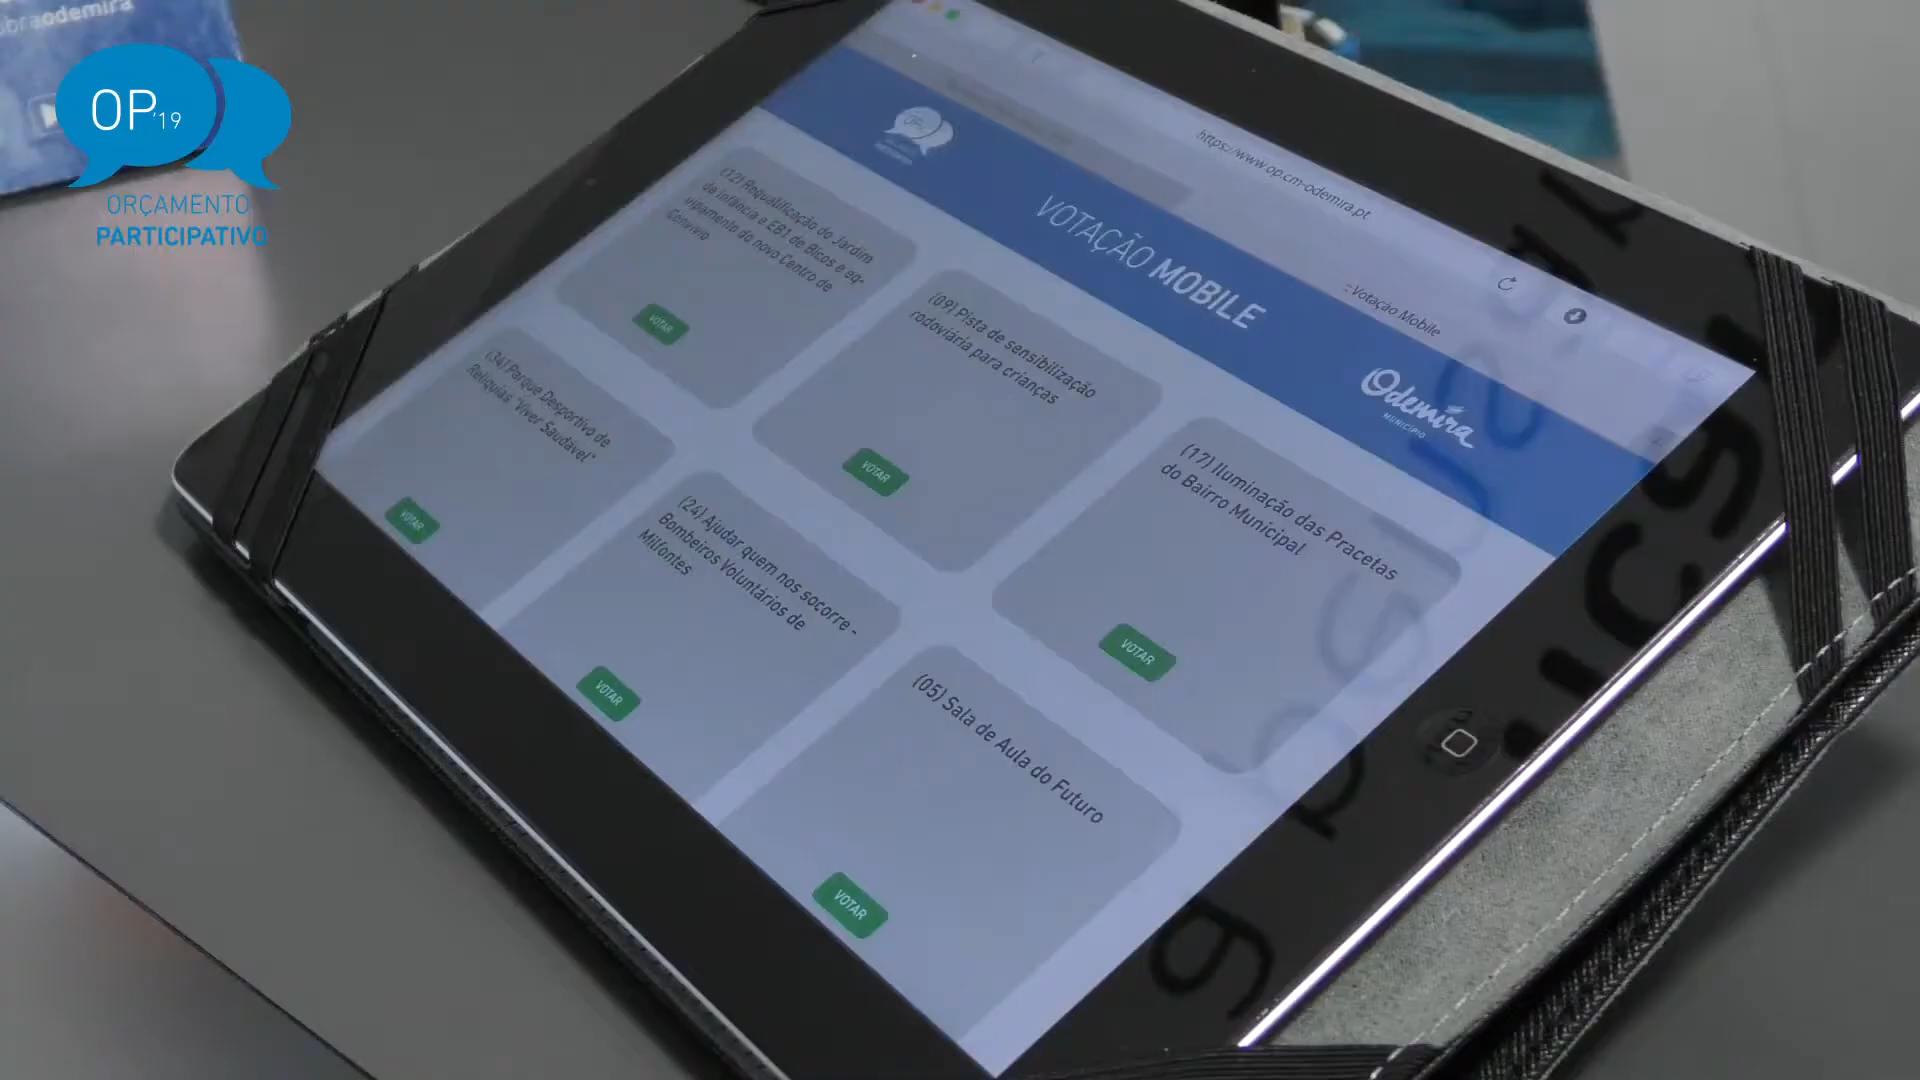 braodemira
OP'19
ORÇAMENTO
PARTICIPATIVO
https://www.op.cm-odemira.pt
Votação Mobile
VOTAÇÃO MOBILE
Odemira
MUNICÍPIO
(12) Requalificação do Jardim
da Infância e EB1 de Bicos e eq-
uipamento do novo Centro de
Convívio
VOTAR
(09) Pista de sensibilização
rodoviária para crianças
VOTAR
(17) Iluminação das Pracetas
do Bairro Municipal
VOTAR
(34) Parque Desportivo de
Relíquias "Viver Saudável"
VOTAR
(24) Ajudar quem nos socorre -
Bombeiros Voluntários de
Milfontes
VOTAR
(05) Sala de Aula do Futuro
VOTAR